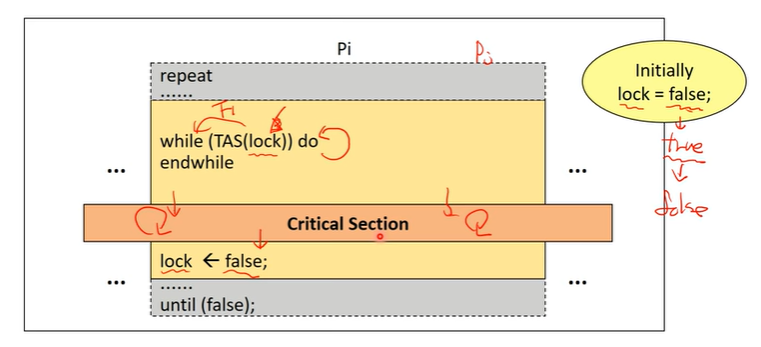 Pi
Pj
repeat
......
while (TAS(lock)) do
endwhile
...
...
Critical Section
lock ← false;
......
until (false);
...
...
Initially
lock = false;
true
false